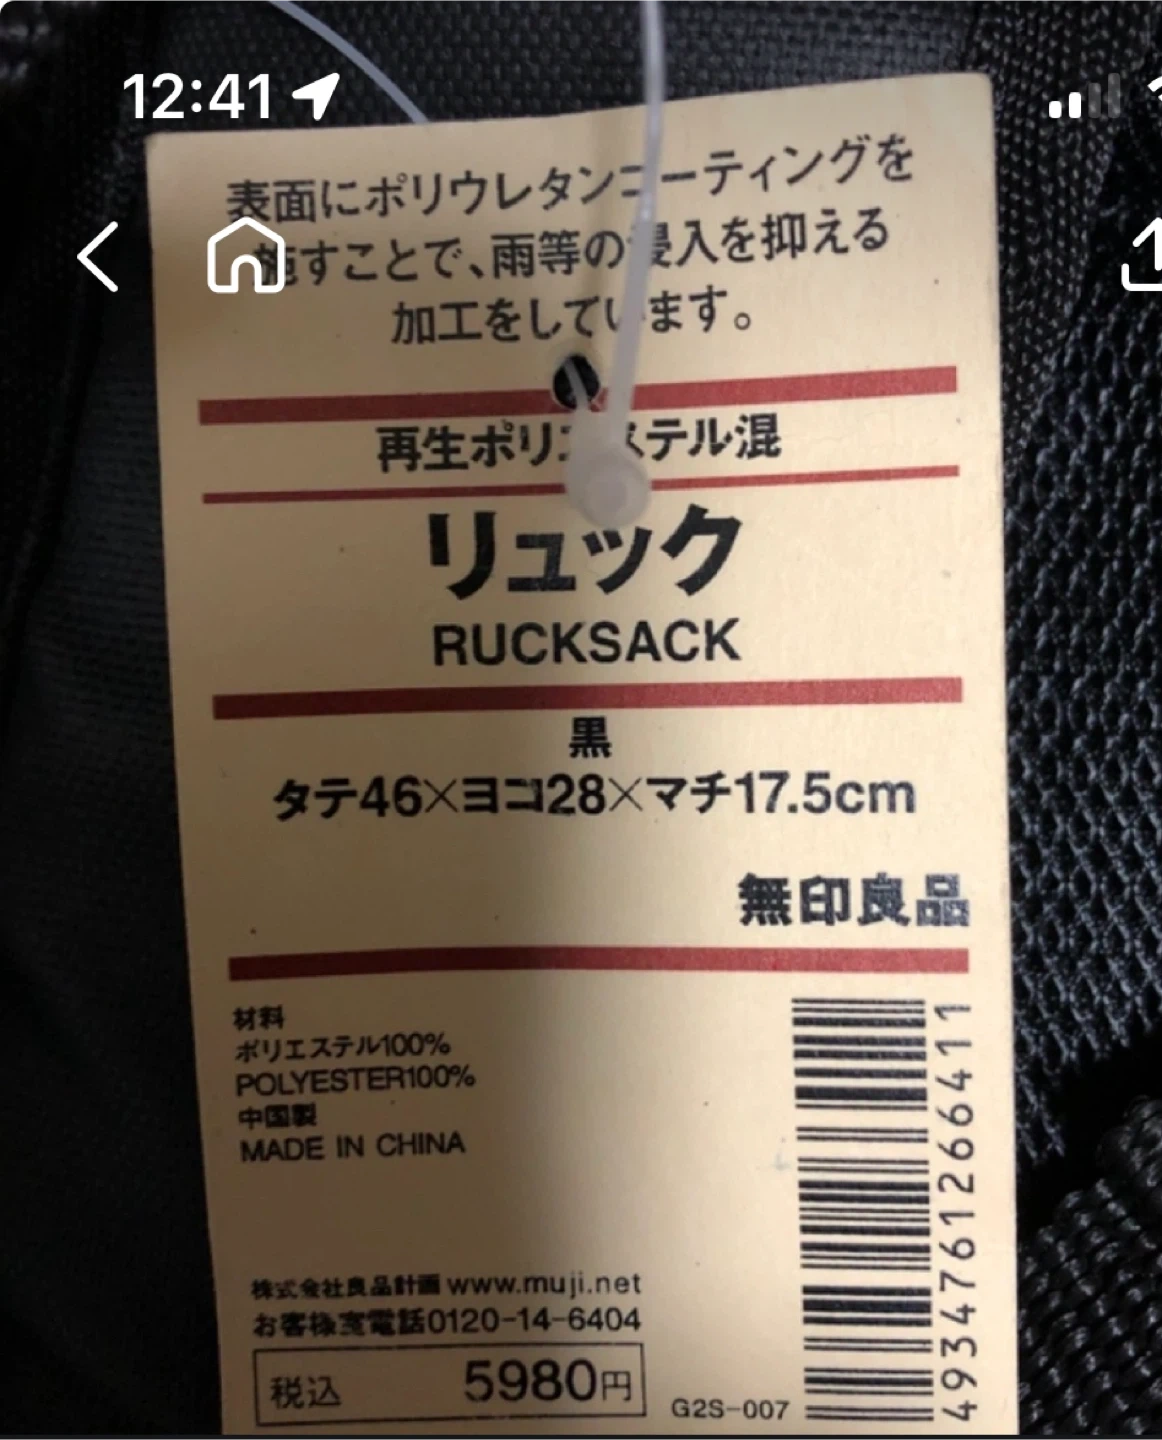 12:41
表面にポリウレタンコーティングを
施すことで、雨等の浸入を抑える
加工をしています。
再生ポリエステル混
リュック
RUCKSACK
黒
タテ46×ヨコ28×マチ17.5cm
無印良品
材料
ポリエステル100%
POLYESTER100%
中国製
MADE IN CHINA
株式会社良品計画 www.muji.net
お客様室電話0120-14-6404
税込 5980円
G2S-007
4934761266411